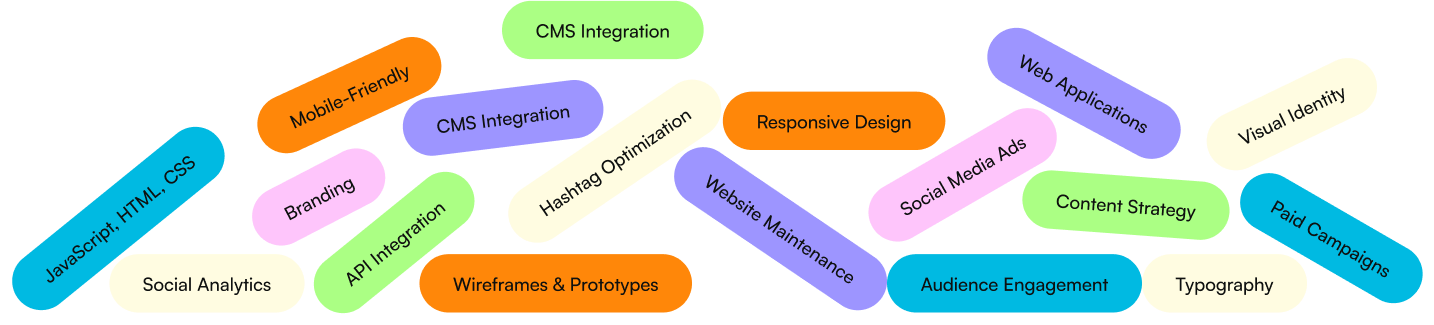 CMS Integration
Mobile-Friendly
CMS Integration
Web Applications
Visual Identity
Responsive Design
Hashtag Optimization
Social Media Ads
JavaScript, HTML, CSS
Branding
API Integration
Website Maintenance
Content Strategy
Paid Campaigns
Social Analytics
Wireframes & Prototypes
Audience Engagement
Typography